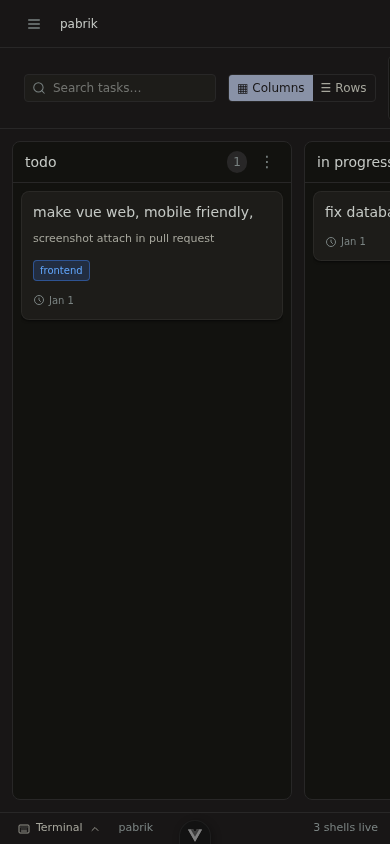 pabrik
Search tasks...
Columns
Rows
todo
1
in progress
make vue web, mobile friendly,
screenshot attach in pull request
frontend
Jan 1
fix
Jan 1
Terminal
pabrik
3 shells live